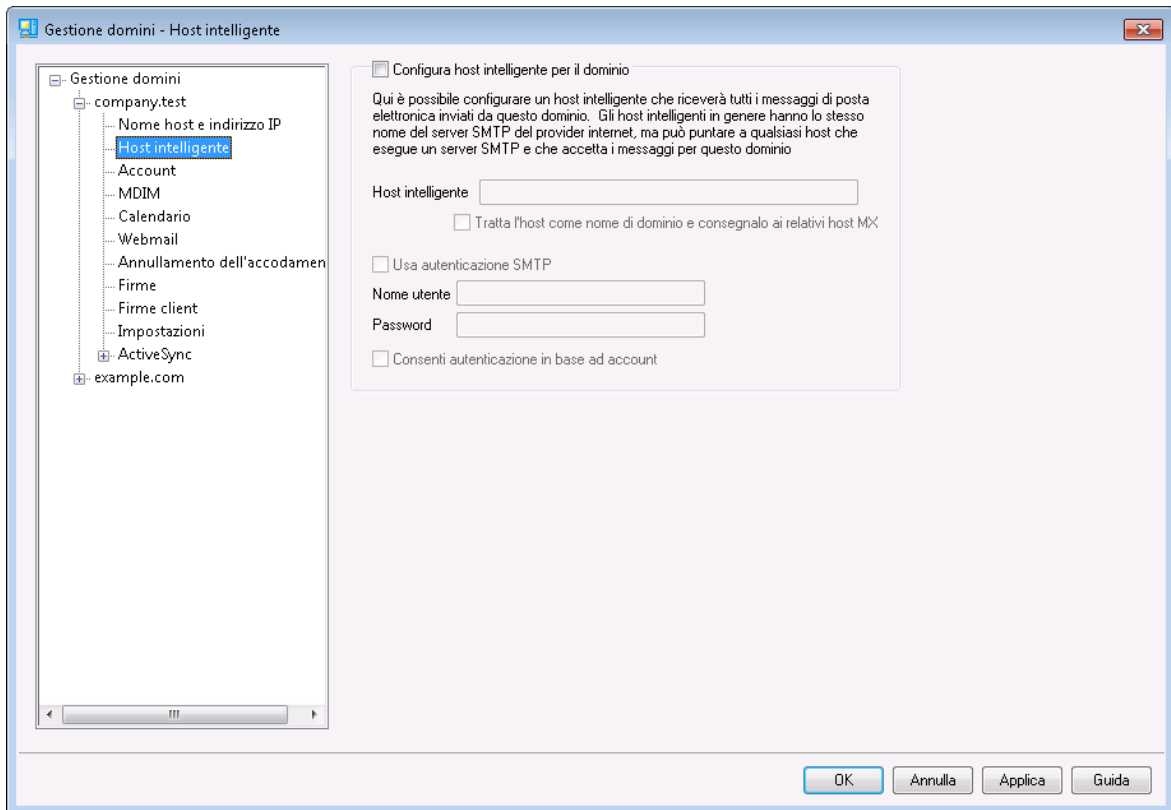 Gestione domini - Host intelligente
Gestione domini
company.test
Nome host e indirizzo IP
Host intelligente
Account
MDIM
Calendario
Webmail
Annullamento dell'accodamen
Firme
Firme client
Impostazioni
ActiveSync
example.com
Configura host intelligente per il dominio
Qui è possibile configurare un host intelligente che riceverà tutti i messaggi di posta
elettronica inviati da questo dominio. Gli host intelligenti in genere hanno lo stesso
nome del server SMTP del provider internet, ma può puntare a qualsiasi host che
esegue un server SMTP e che accetta i messaggi per questo dominio
Host intelligente
Tratta l'host come nome di dominio e consegnalo ai relativi host MX
Usa autenticazione SMTP
Nome utente
Password
Consenti autenticazione in base ad account
OK
Annulla
Applica
Guida